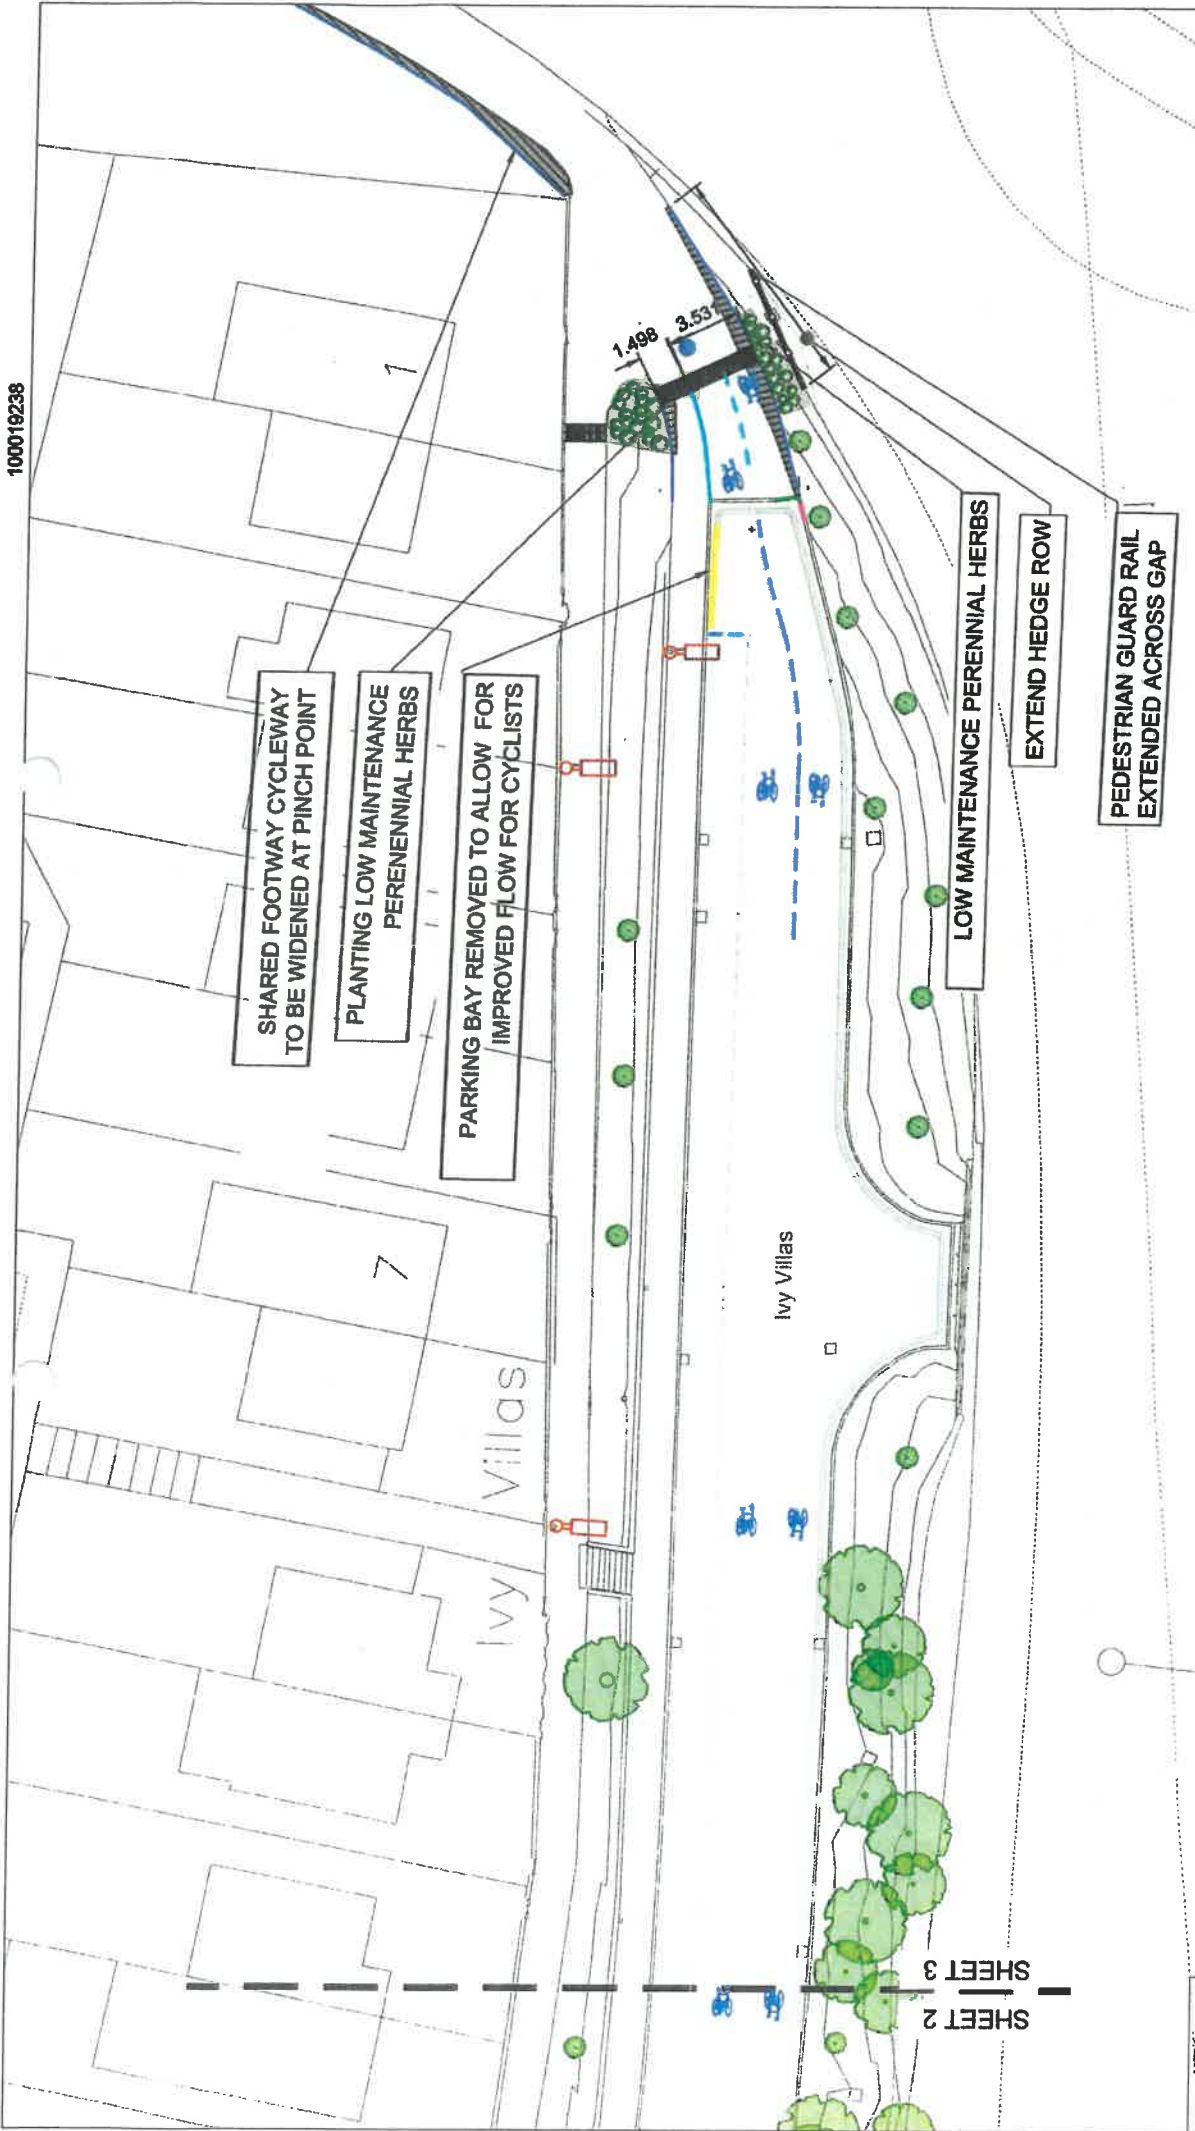 100019238
SHARED FOOTWAY CYCLEWAY
TO BE WIDENED AT PINCH POINT
PLANTING LOW MAINTENANCE
PERENENNIAL HERBS
PARKING BAY REMOVED TO ALLOW FOR
IMPROVED FLOW FOR CYCLISTS
1
7
Ivy Villas
1.498
3.531
Ivy Villas
LOW MAINTENANCE PERENNIAL HERBS
EXTEND HEDGE ROW
PEDESTRIAN GUARD RAIL
EXTENDED ACROSS GAP
SHEET 3
SHEET 2